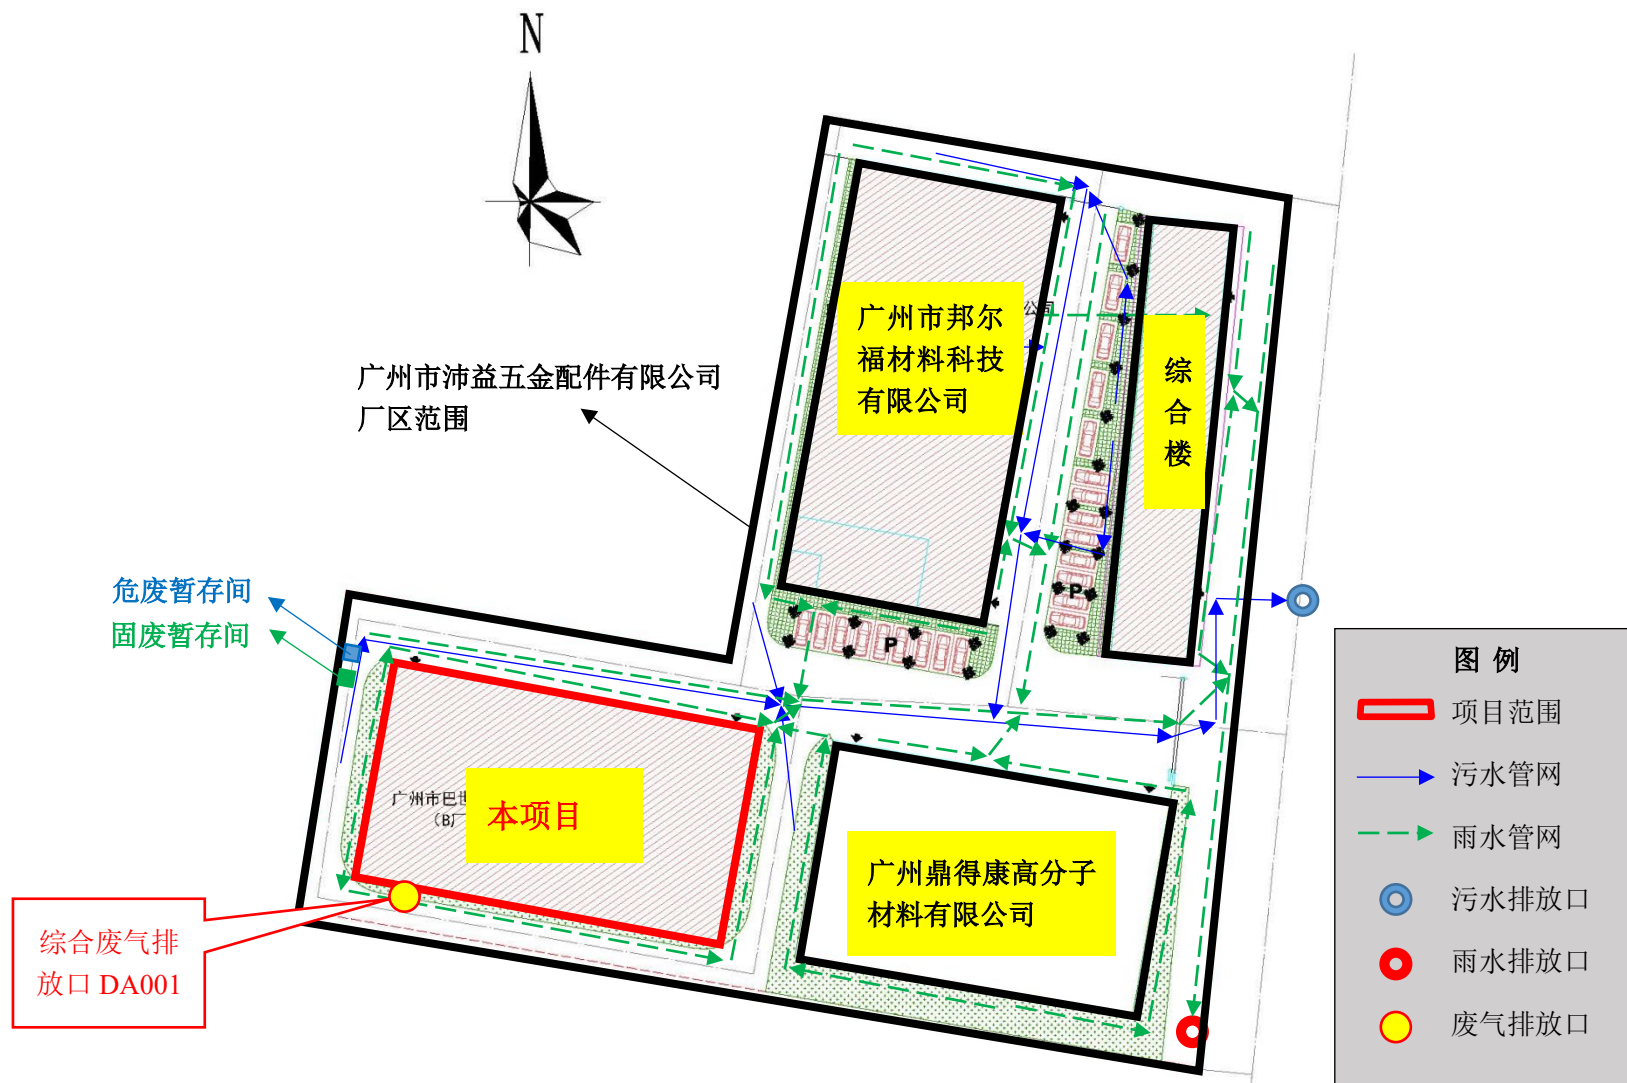 N
广州市沛益五金配件有限公司
厂区范围
广州市邦尔
福材料科技
有限公司
公司
综
合
楼
危废暂存间
固废暂存间
P
P
广州市巴世
（B厂
本项目
广州鼎得康高分子
材料有限公司
综合废气排
放口 DA001
图 例
项目范围
污水管网
雨水管网
污水排放口
雨水排放口
废气排放口